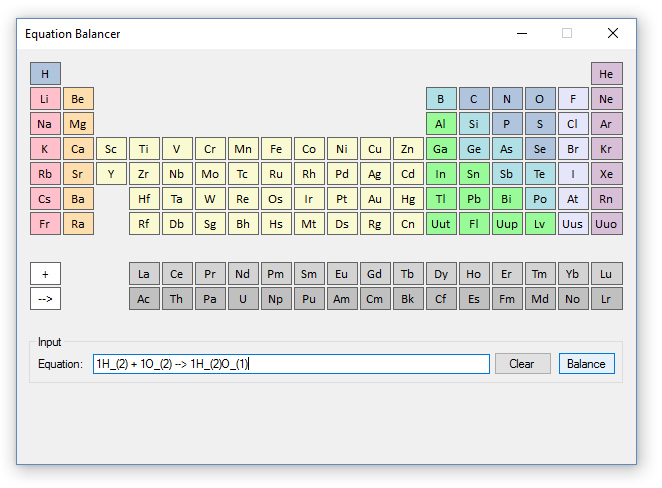 Equation Balancer
H He
Li Be B C N O F Ne
Na Mg Al Si P S Cl Ar
K Ca Sc Ti V Cr Mn Fe Co Ni Cu Zn Ga Ge As Se Br Kr
Rb Sr Y Zr Nb Mo Tc Ru Rh Pd Ag Cd In Sn Sb Te I Xe
Cs Ba Hf Ta W Re Os Ir Pt Au Hg Tl Pb Bi Po At Rn
Fr Ra Rf Db Sg Bh Hs Mt Ds Rg Cn Uut Fl Uup Lv Uus Uuo
+ La Ce Pr Nd Pm Sm Eu Gd Tb Dy Ho Er Tm Yb Lu
--> Ac Th Pa U Np Pu Am Cm Bk Cf Es Fm Md No Lr
Input
Equation: 1H_(2) + 1O_(2) --> 1H_(2)O_(1) Clear Balance